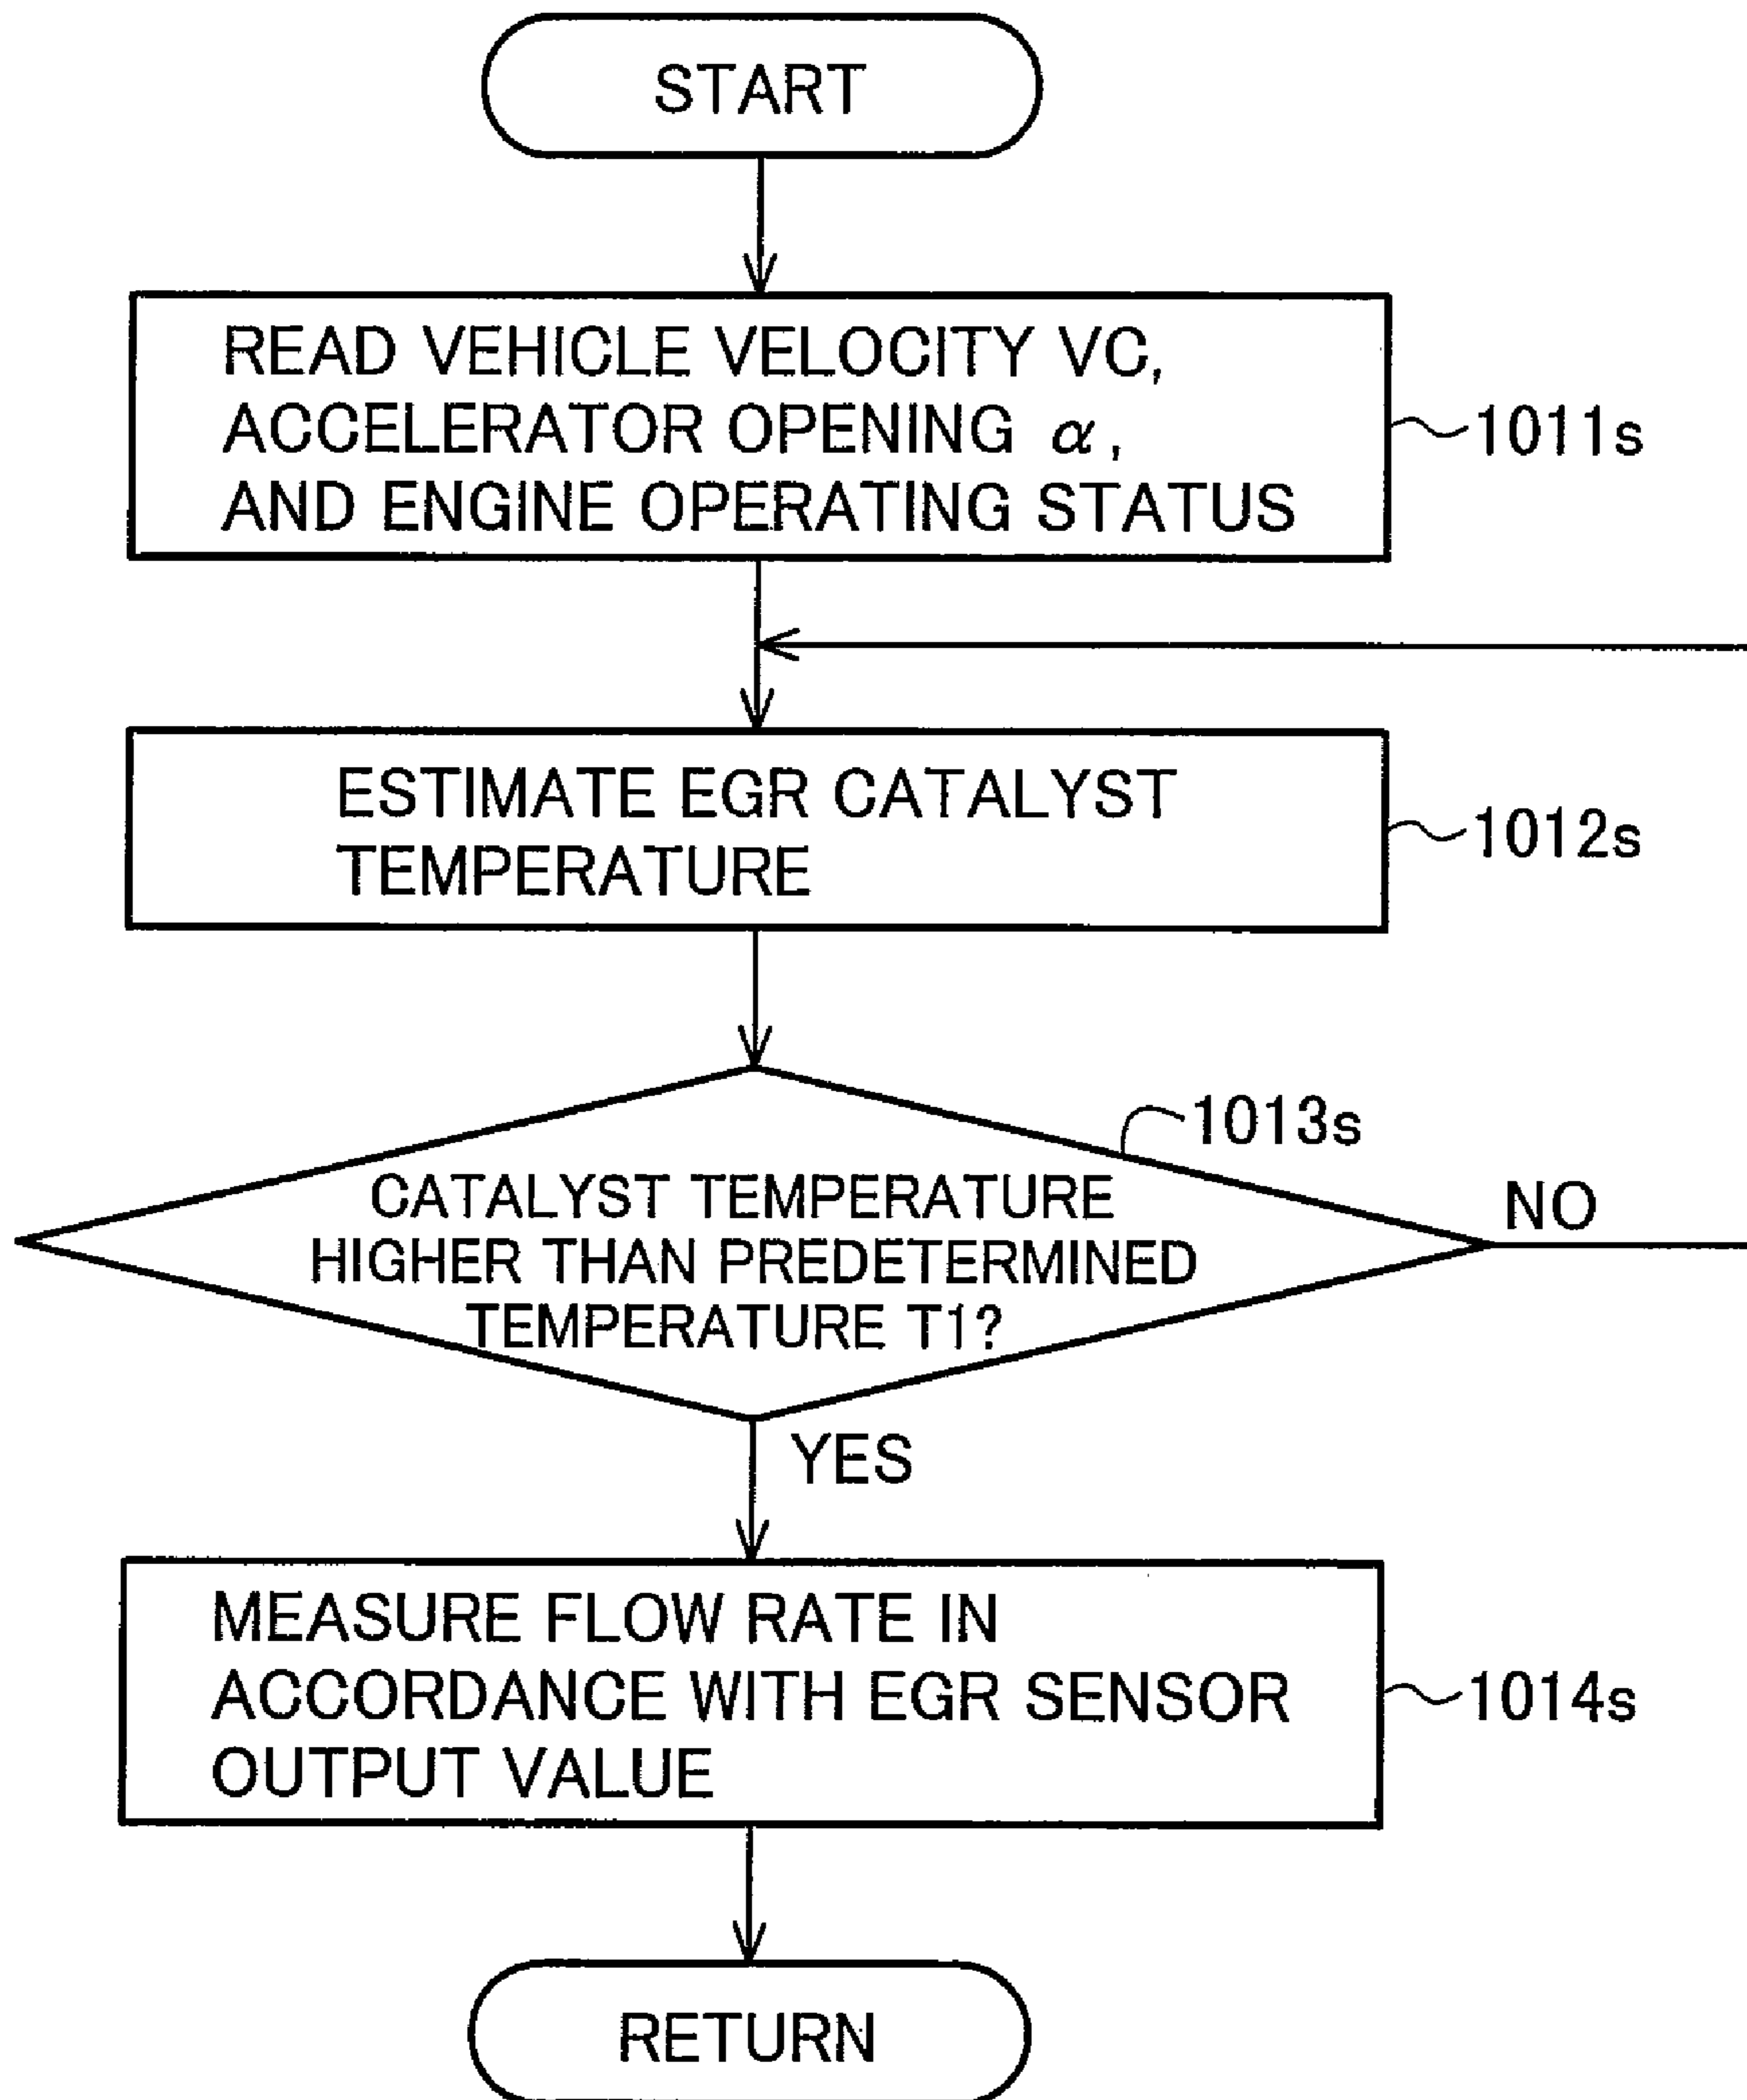 START
READ VEHICLE VELOCITY VC,
ACCELERATOR OPENING α,
AND ENGINE OPERATING STATUS
1011s
ESTIMATE EGR CATALYST
TEMPERATURE
1012s
1013s
CATALYST TEMPERATURE
HIGHER THAN PREDETERMINED
TEMPERATURE T1?
NO
YES
MEASURE FLOW RATE IN
ACCORDANCE WITH EGR SENSOR
OUTPUT VALUE
1014s
RETURN